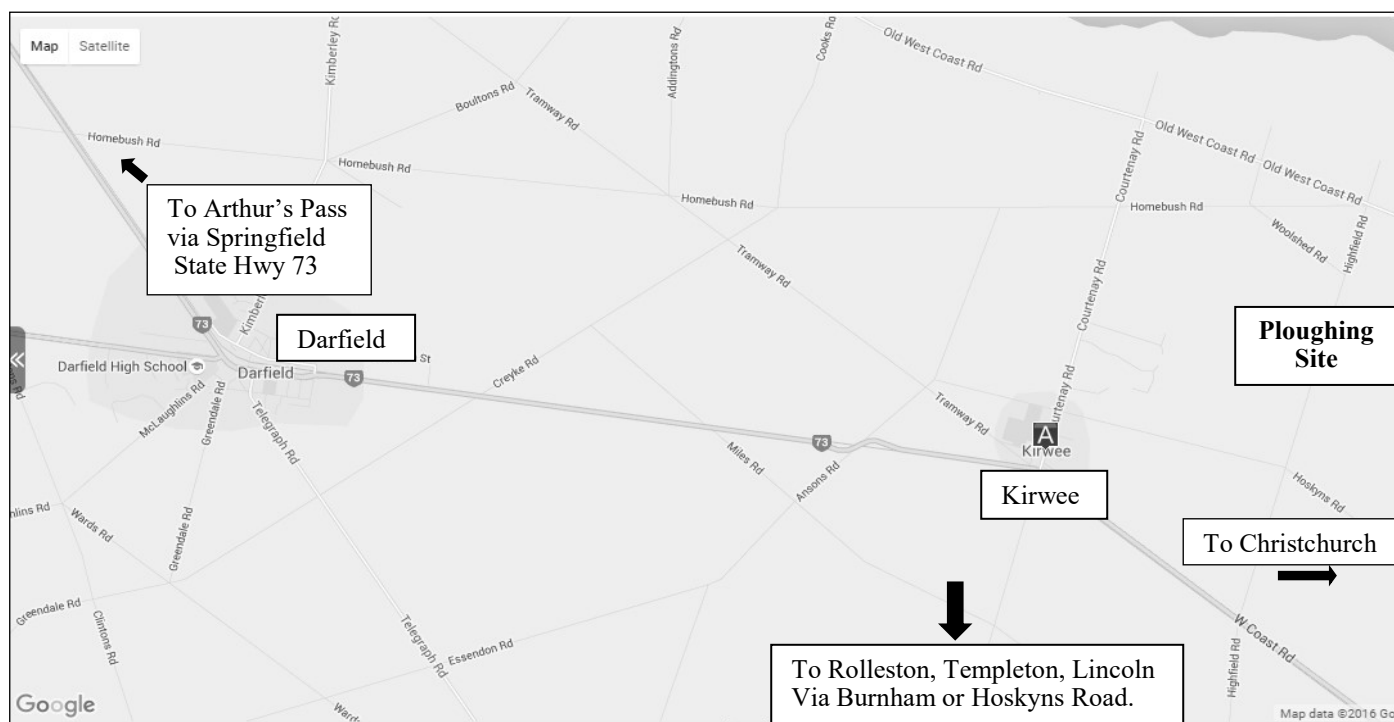 Map Satellite
Kimberley Rd
Addingtons Rd
Cooks Rd
Old West Coast Rd
Boultons Rd
Tramway Rd
Old West Coast Rd
Old West Coast Rd
Homebush Rd
Homebush Rd
Homebush Rd
Homebush Rd
Courtenay Rd
Woolshed Rd
Highfield Rd
To Arthur’s Pass
via Springfield
State Hwy 73
Tramway Rd
Courtenay Rd
Ploughing
Site
73
Darfield
Darfield High School
Darfield
73
St
Creyke Rd
McLaughlins Rd
Greendale Rd
Telegraph Rd
Tramway Rd
73
A
Kirwee
Miles Rd
Ansons Rd
Kirwee
Hoskyns Rd
Wards Rd
Greendale Rd
To Christchurch
Greendale Rd
Clintons Rd
Telegraph Rd
Essendon Rd
W Coast Rd
Highfield Rd
To Rolleston, Templeton, Lincoln
Via Burnham or Hoskyns Road.
Google
Wards
Map data ©2016